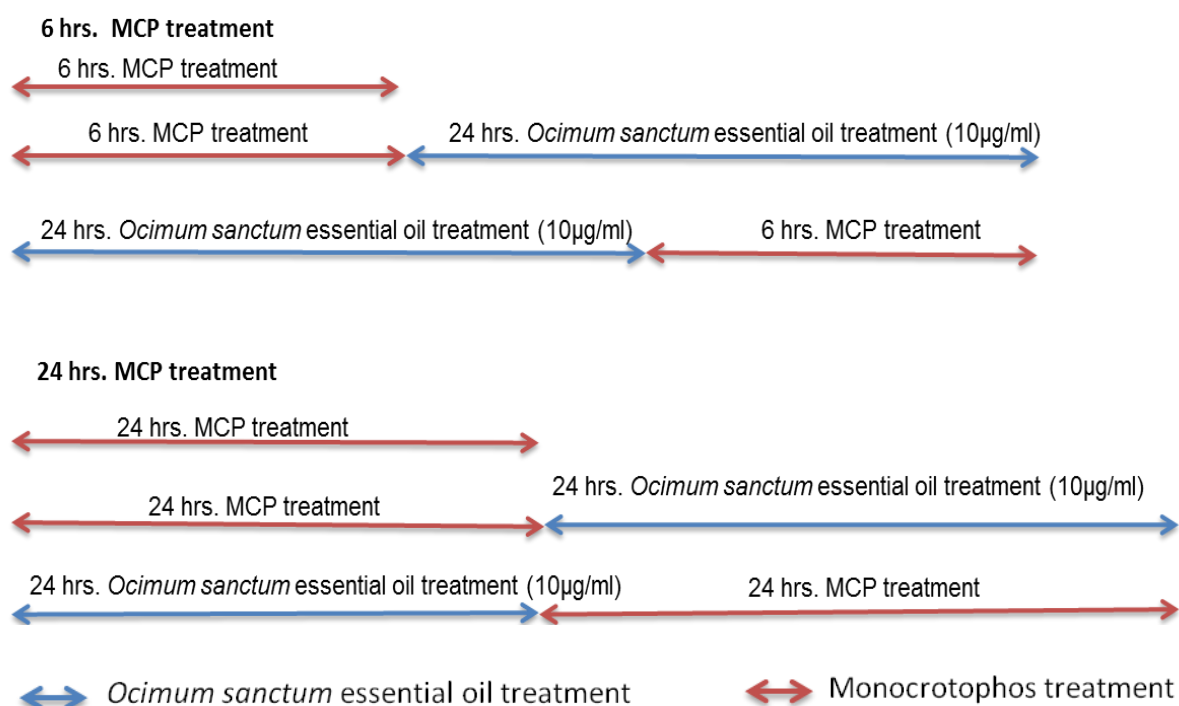 6 hrs.  MCP treatment
6 hrs. MCP treatment
6 hrs. MCP treatment
24 hrs. Ocimum sanctum essential oil treatment (10µg/ml)
24 hrs. Ocimum sanctum essential oil treatment (10µg/ml)
6 hrs. MCP treatment
24 hrs. MCP treatment
24 hrs. MCP treatment
24 hrs. MCP treatment
24 hrs. Ocimum sanctum essential oil treatment (10µg/ml)
24 hrs. Ocimum sanctum essential oil treatment (10µg/ml)
24 hrs. MCP treatment
Ocimum sanctum essential oil treatment
Monocrotophos treatment